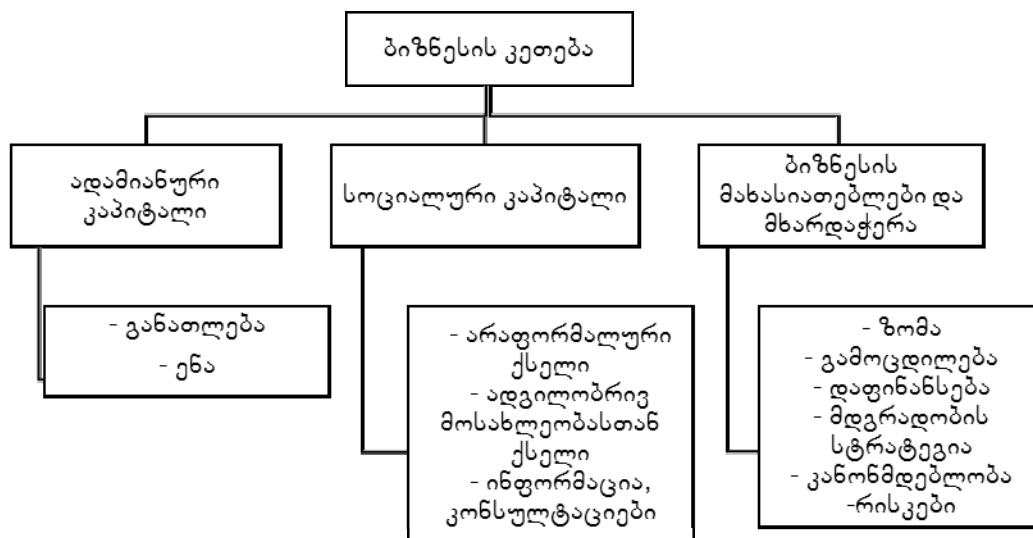 ბიზნესის კეთება
ადამიანური
კაპიტალი
სოციალური კაპიტალი
ბიზნესის
მახასიათებლები და
მხარდაჭერა
- განათლება
- ენა
- არაფორმალური
ქსელი
- ადგილობრივ
მოსახლეობასთან
ქსელი
- ინფორმაცია,
კონსულტაციები
- ზომა
- გამოცდილება
- დაფინანსება
- მდგრადობის
სტრატეგია
- კანონმდებლობა
-რისკები